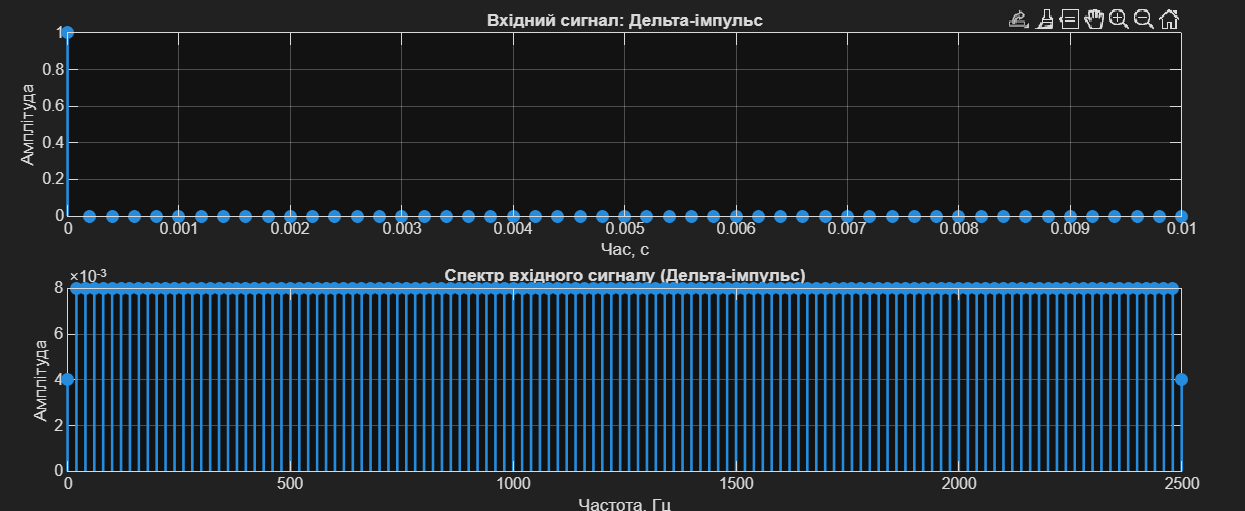 Вхідний сигнал: Дельта-імпульс
Амплітуда
1
0.8
0.6
0.4
0.2
0
0 0.001 0.002 0.003 0.004 0.005 0.006 0.007 0.008 0.009 0.01
Час, с
×10-3
Спектр вхідного сигналу (Дельта-імпульс)
Амплітуда
8
6
4
2
0
0 500 1000 1500 2000 2500
Частота, Гц